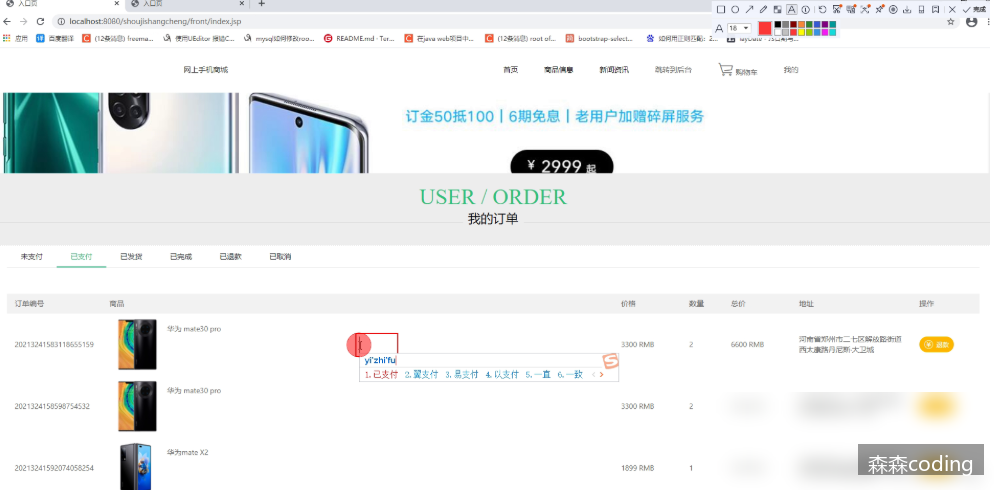 入口页
入口页
完成
localhost:8080/shoujishangcheng/front/index.jsp
A 18
应用 百度翻译 (12条消息) freema... 使用UEditor 报错C... mysql如何修改roo... README.md · Ter... 在java web项目中... (12条消息) root of... bootstrap-select... 如何用正则匹配: 2...
网上手机商城 首页 商品信息 新闻资讯 跳转到后台 购物车 我的
订金50抵100 | 6期免息 | 老用户加赠碎屏服务
¥ 2999 起
USER / ORDER
我的订单
未支付 已支付 已发货 已完成 已退款 已取消
订单编号 商品 价格 数量 总价 地址 操作
20213241583118655159 华为 mate30 pro 3300 RMB 2 6600 RMB 河南省郑州市二七区解放路街道西太康路丹尼斯·大卫城 退款
yi'zhi'fu
1.已支付 2.翼支付 3.易支付 4.以支付 5.一直 6.一致
2021324158598754532 华为 mate30 pro 3300 RMB 2
20213241592074058254 华为mate X2 1899 RMB 1
森森coding